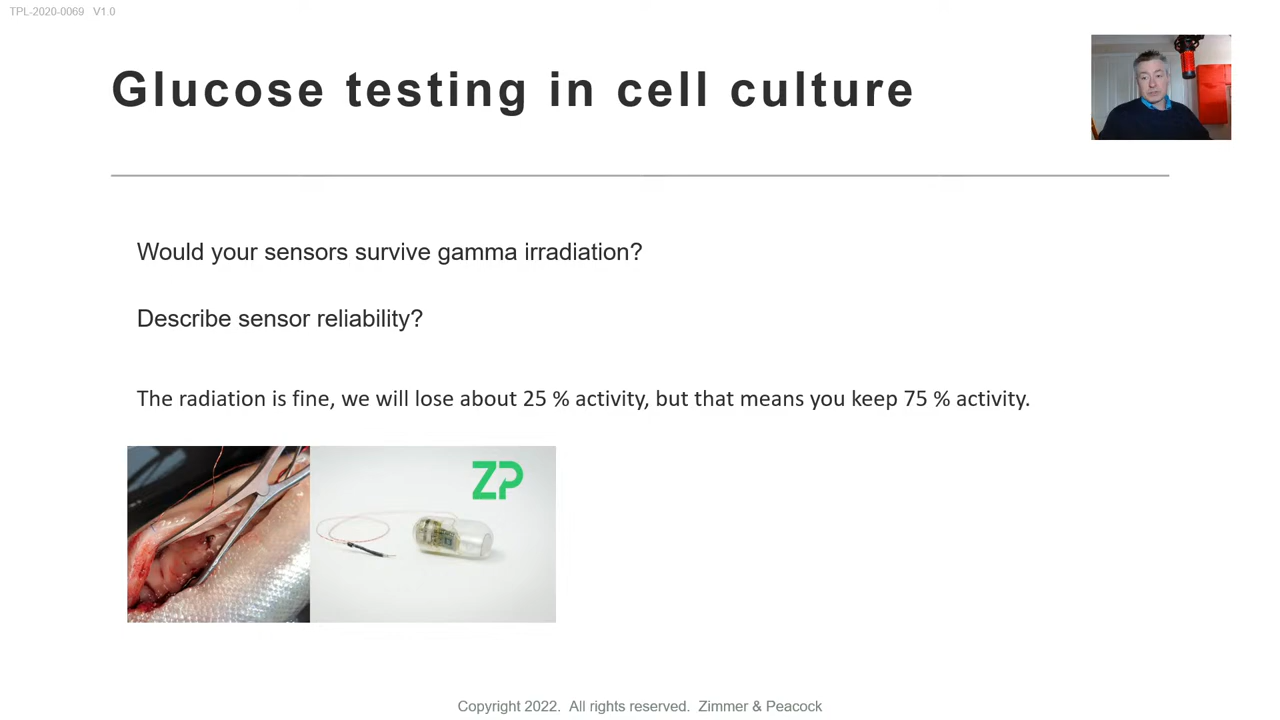 TPL-2020-0069 V1.0
Glucose testing in cell culture
Would your sensors survive gamma irradiation?
Describe sensor reliability?
The radiation is fine, we will lose about 25 % activity, but that means you keep 75 % activity.
ZP
Copyright 2022. All rights reserved. Zimmer & Peacock